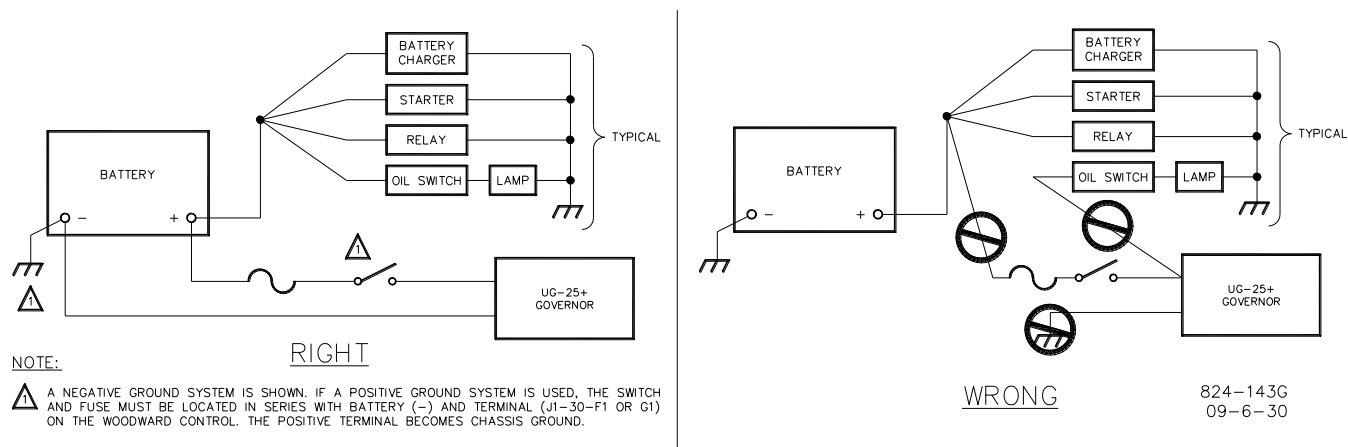 BATTERY
CHARGER
STARTER
RELAY
OIL SWITCH
LAMP
TYPICAL
BATTERY
-
+
1
1
UG-25+
GOVERNOR
RIGHT
NOTE:
1
A NEGATIVE GROUND SYSTEM IS SHOWN. IF A POSITIVE GROUND SYSTEM IS USED, THE SWITCH
AND FUSE MUST BE LOCATED IN SERIES WITH BATTERY (-) AND TERMINAL (J1-30-F1 OR G1)
ON THE WOODWARD CONTROL. THE POSITIVE TERMINAL BECOMES CHASSIS GROUND.
BATTERY
CHARGER
STARTER
RELAY
OIL SWITCH
LAMP
TYPICAL
BATTERY
-
+
UG-25+
GOVERNOR
WRONG
824-143G
09-6-30